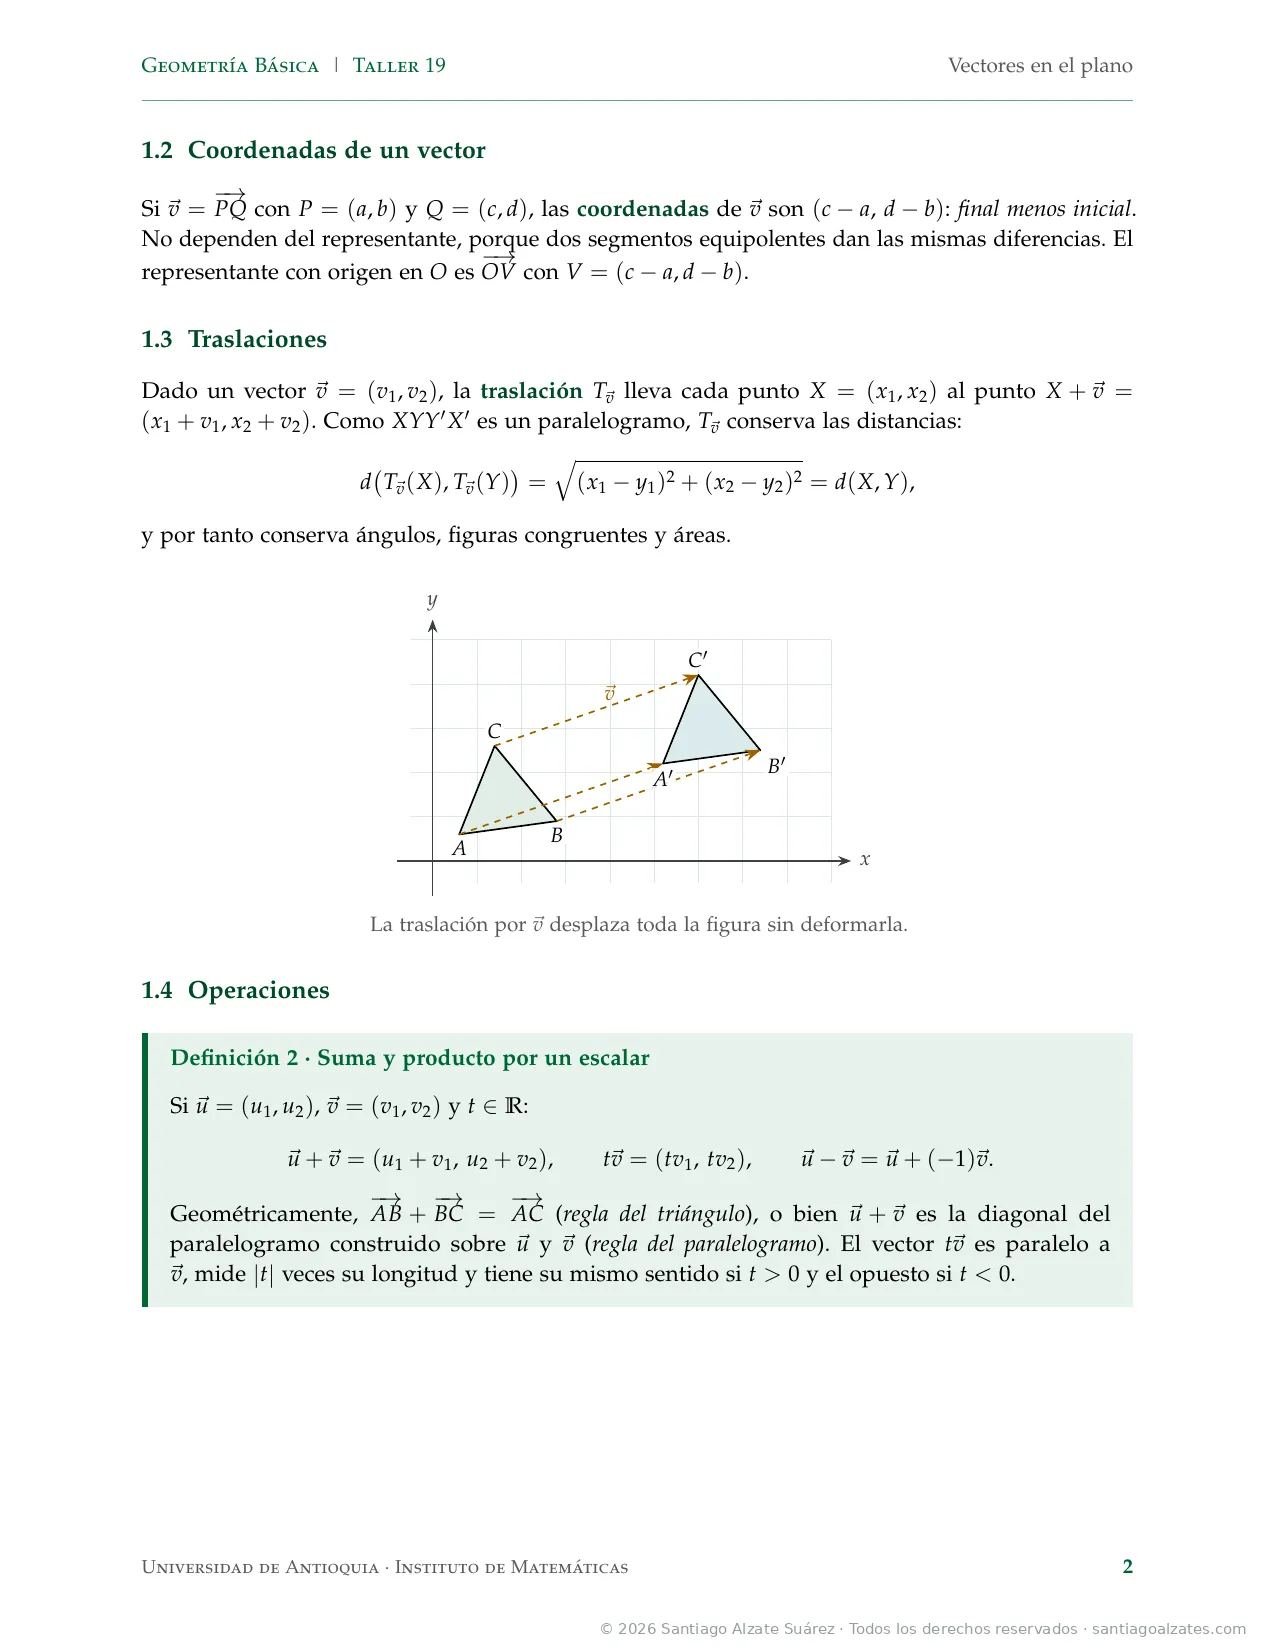 Geometría Básica | Taller 19
Vectores en el plano
1.2 Coordenadas de un vector
Si v⃗ = PQ⃗ con P = (a, b) y Q = (c, d), las coordenadas de v⃗ son (c − a, d − b): final menos inicial.
No dependen del representante, porque dos segmentos equipolentes dan las mismas diferencias. El
representante con origen en O es OV⃗ con V = (c − a, d − b).
1.3 Traslaciones
Dado un vector v⃗ = (v₁, v₂), la traslación T_v⃗ lleva cada punto X = (x₁, x₂) al punto X + v⃗ =
(x₁ + v₁, x₂ + v₂). Como XYY′X′ es un paralelogramo, T_v⃗ conserva las distancias:
d(T_v⃗(X), T_v⃗(Y)) = √((x₁ − y₁)² + (x₂ − y₂)²) = d(X, Y),
y por tanto conserva ángulos, figuras congruentes y áreas.
y
C′
v⃗
C
A′
B′
B
A
x
La traslación por v⃗ desplaza toda la figura sin deformarla.
1.4 Operaciones
Definición 2 · Suma y producto por un escalar
Si u⃗ = (u₁, u₂), v⃗ = (v₁, v₂) y t ∈ ℝ:
u⃗ + v⃗ = (u₁ + v₁, u₂ + v₂), tv⃗ = (tv₁, tv₂), u⃗ − v⃗ = u⃗ + (−1)v⃗.
Geométricamente, AB⃗ + BC⃗ = AC⃗ (regla del triángulo), o bien u⃗ + v⃗ es la diagonal del
paralelogramo construido sobre u⃗ y v⃗ (regla del paralelogramo). El vector tv⃗ es paralelo a
v⃗, mide |t| veces su longitud y tiene su mismo sentido si t > 0 y el opuesto si t < 0.
Universidad de Antioquia · Instituto de Matemáticas
2
© 2026 Santiago Alzate Suárez · Todos los derechos reservados · santiagoalzates.com